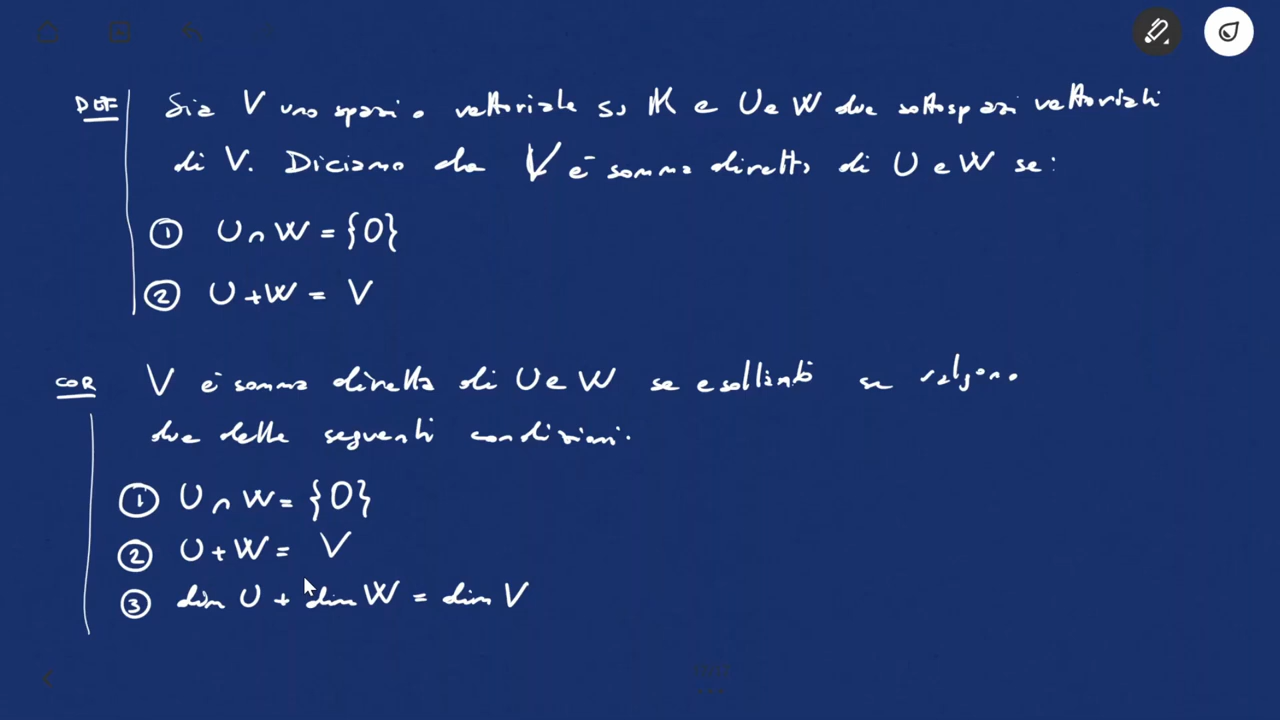 DEF Sia V uno spazio vettoriale su K e U e W due sottospazi vettoriali
di V. Diciamo che V è somma diretta di U e W se:
① U ∩ W = {0}
② U + W = V
COR V è somma diretta di U e W se e soltanto se valgono
due delle seguenti condizioni:
① U ∩ W = {0}
② U + W = V
③ dim U + dim W = dim V